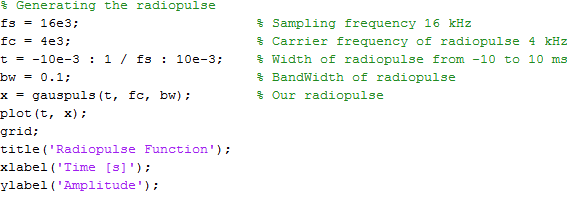 % Generating the radiopulse
fs = 16e3; % Sampling frequency 16 kHz
fc = 4e3; % Carrier frequency of radiopulse 4 kHz
t = -10e-3 : 1 / fs : 10e-3; % Width of radiopulse from -10 to 10 ms
bw = 0.1; % BandWidth of radiopulse
x = gauspuls(t, fc, bw); % Our radiopulse
plot(t, x);
grid;
title('Radiopulse Function');
xlabel('Time [s]');
ylabel('Amplitude');